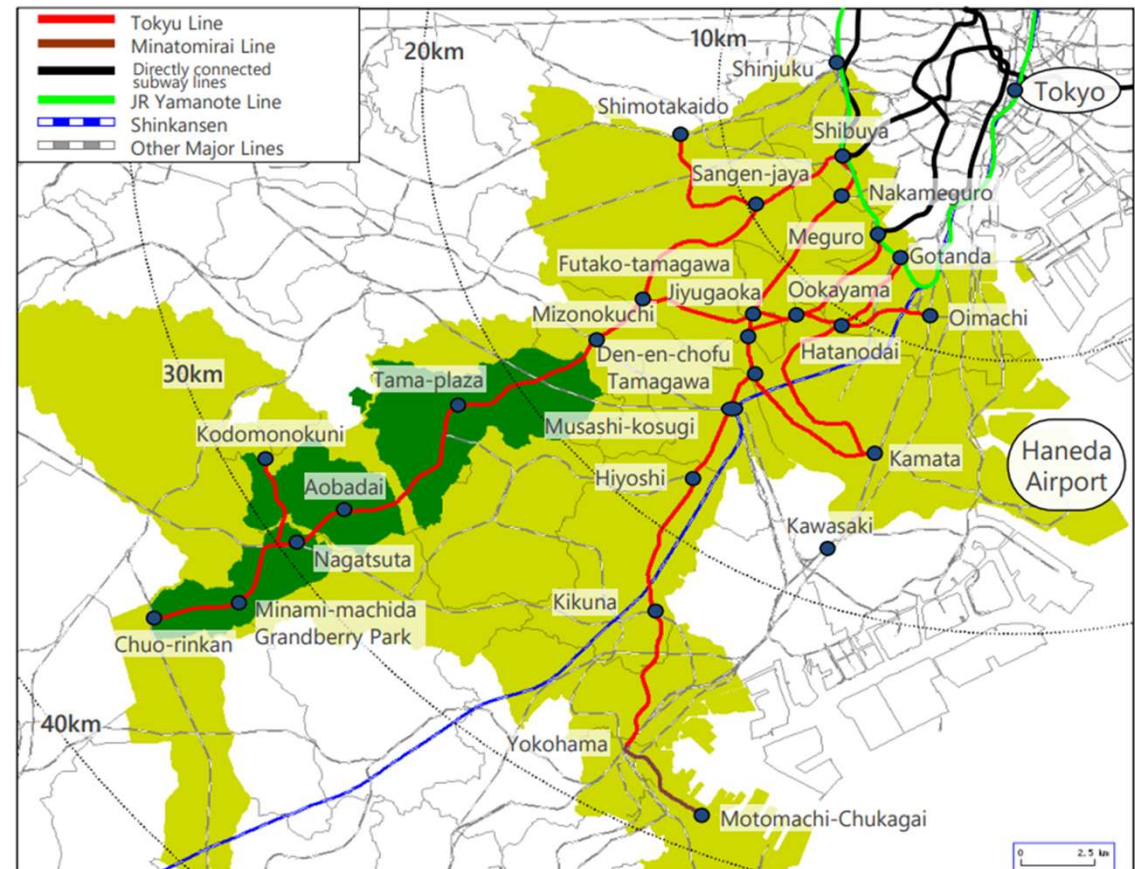 Tokyu Line
Minatomirai Line
Directly connected
subway lines
JR Yamanote Line
Shinkansen
Other Major Lines
20km
10km
Shinjuku
Tokyo
Shimotakaido
Shibuya
Sangen-jaya
Nakameguro
Meguro
Gotanda
Futako-tamagawa
Jiyugaoka
Ookayama
Mizonokuchi
Oimachi
Den-en-chofu
Hatanodai
30km
Tama-plaza
Tamagawa
Musashi-kosugi
Kodomonokuni
Haneda
Airport
Kamata
Hiyoshi
Aobadai
Kawasaki
Nagatsuta
Kikuna
Minami-machida
Grandberry Park
Chuo-rinkan
40km
Yokohama
Motomachi-Chukagai
0 2.5 km